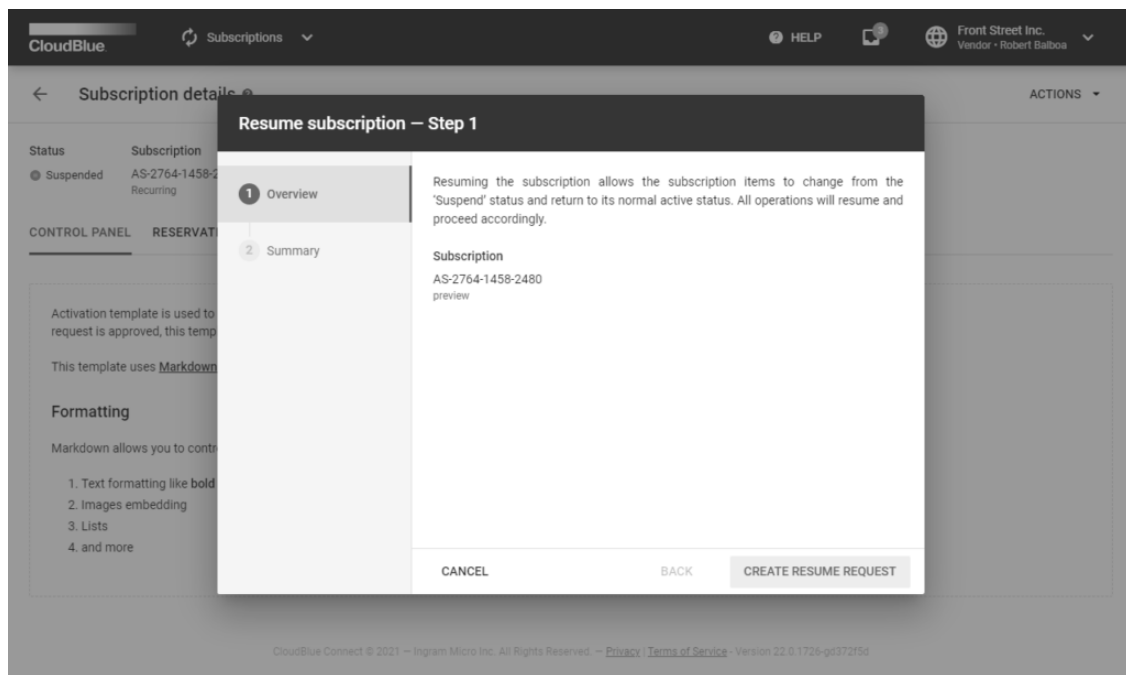 CloudBlue
Subscriptions
HELP
3
Front Street Inc.
Vendor • Robert Balboa
Subscription details
ACTIONS
Resume subscription — Step 1
Status
Subscription
Suspended
AS-2764-1458-2
Recurring
CONTROL PANEL
RESERVATI
1 Overview
2 Summary
Resuming the subscription allows the subscription items to change from the
'Suspend' status and return to its normal active status. All operations will resume and
proceed accordingly.
Subscription
AS-2764-1458-2480
preview
Activation template is used to
request is approved, this temp
This template uses Markdown
Formatting
Markdown allows you to contr
1. Text formatting like bold
2. Images embedding
3. Lists
4. and more
CANCEL
BACK
CREATE RESUME REQUEST
CloudBlue Connect © 2021 — Ingram Micro Inc. All Rights Reserved. — Privacy | Terms of Service - Version 22.0.1726-gd372f5d